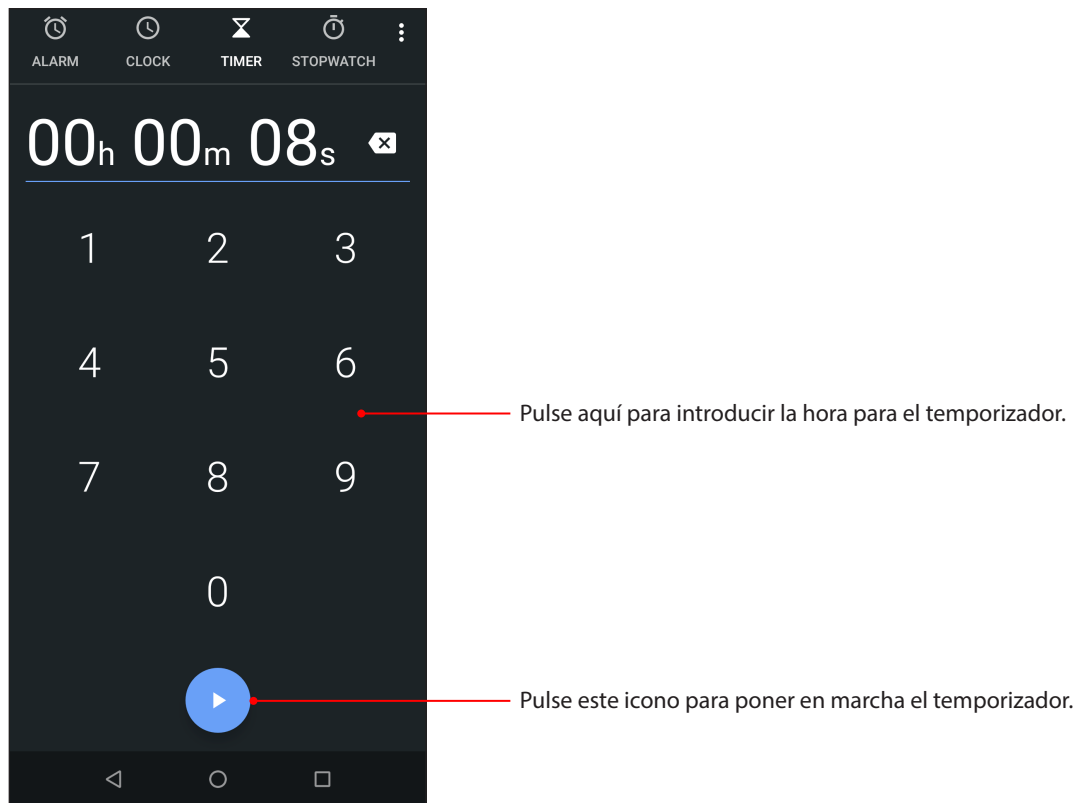 ALARM CLOCK TIMER STOPWATCH
00h 00m 08s
1 2 3
4 5 6
Pulse aquí para introducir la hora para el temporizador.
7 8 9
0
Pulse este icono para poner en marcha el temporizador.